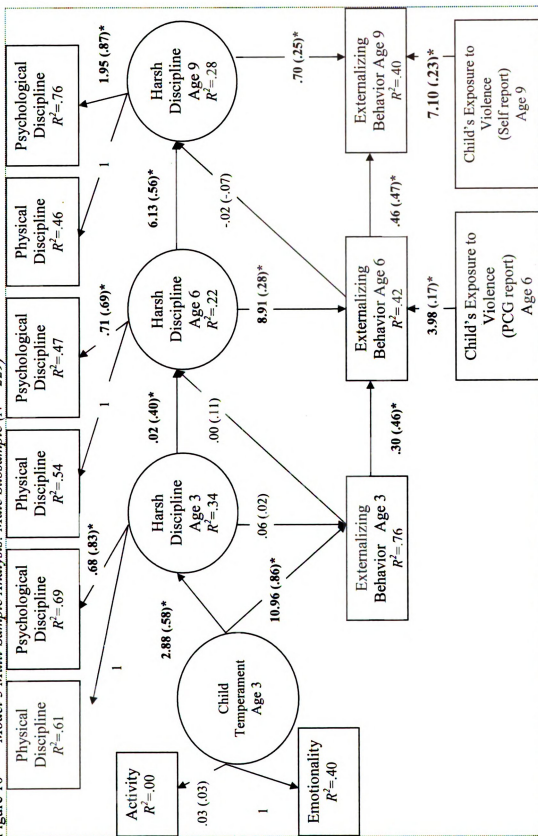 Model 3 Multi-Sample Analysis: Male Subsample
Physical
Discipline
R²=.61
Psychological
Discipline
R²=.69
Physical
Discipline
R²=.54
Psychological
Discipline
R²=.47
Physical
Discipline
R²=.46
Psychological
Discipline
R²=.76
1
.68 (.83)*
1
.71 (.69)*
1
1.95 (.87)*
Harsh
Discipline
Age 3
R²=.34
.02 (.40)*
Harsh
Discipline
Age 6
R²=.22
6.13 (.56)*
Harsh
Discipline
Age 9
R²=.28
Activity
R²=.00
.03 (.03)
1
Emotionality
R²=.40
Child
Temperament
Age 3
2.88 (.58)*
10.96 (.86)*
.06 (.02)
.00 (.11)
8.91 (.28)*
-.02 (-.07)
.70 (.25)*
Externalizing
Behavior Age 3
R²=.76
.30 (.46)*
Externalizing
Behavior Age 6
R²=.42
.46 (.47)*
Externalizing
Behavior Age 9
R²=.40
3.98 (.17)*
7.10 (.23)*
Child's Exposure to
Violence
(PCG report)
Age 6
Child's Exposure to
Violence
(Self report)
Age 9